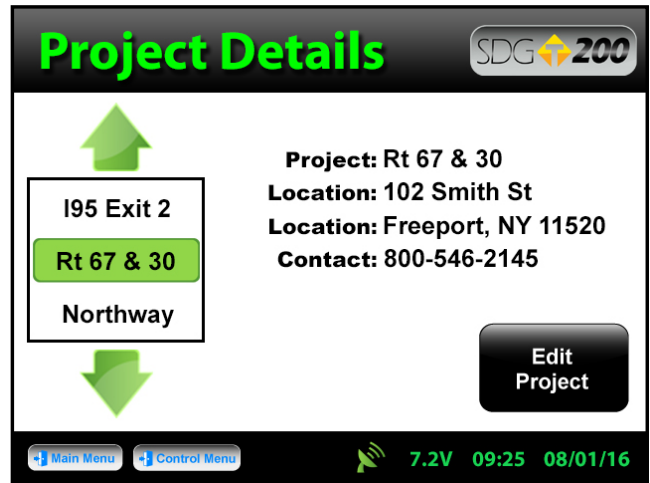 Project Details
SDG 200
I95 Exit 2
Rt 67 & 30
Northway
Project: Rt 67 & 30
Location: 102 Smith St
Location: Freeport, NY 11520
Contact: 800-546-2145
Edit
Project
Main Menu
Control Menu
7.2V 09:25 08/01/16